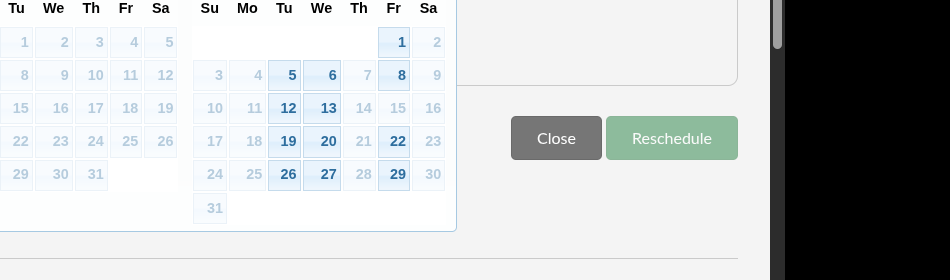 Tu We Th Fr Sa Su Mo Tu We Th Fr Sa
1 2 3 4 5 1 2
8 9 10 11 12 3 4 5 6 7 8 9
15 16 17 18 19 10 11 12 13 14 15 16
22 23 24 25 26 17 18 19 20 21 22 23
29 30 31 24 25 26 27 28 29 30
31
Close Reschedule